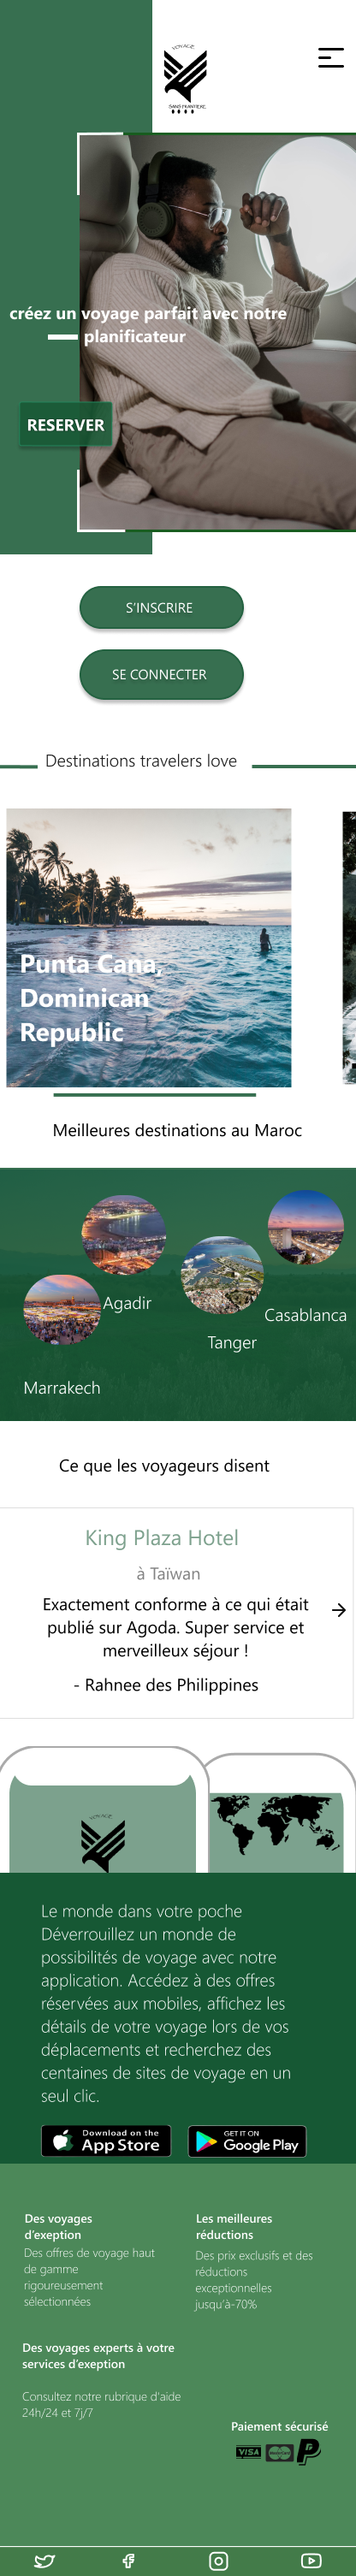 VOYAGE
SANS FRANTIERE
créez un voyage parfait avec notre
planificateur
RESERVER
S'INSCRIRE
SE CONNECTER
Destinations travelers love
Punta Cana,
Dominican
Republic
Meilleures destinations au Maroc
Agadir
Casablanca
Tanger
Marrakech
Ce que les voyageurs disent
King Plaza Hotel
à Taïwan
Exactement conforme à ce qui était
publié sur Agoda. Super service et
merveilleux séjour !
- Rahnee des Philippines
VOYAGE
Le monde dans votre poche
Déverrouillez un monde de
possibilités de voyage avec notre
application. Accédez à des offres
réservées aux mobiles, affichez les
détails de votre voyage lors de vos
déplacements et recherchez des
centaines de sites de voyage en un
seul clic.
Download on the
App Store
GET IT ON
Google Play
Des voyages
d'exeption
Des offres de voyage haut
de gamme
rigoureusement
sélectionnées
Les meilleures
réductions
Des prix exclusifs et des
réductions
exceptionnelles
jusqu'à-70%
Des voyages experts à votre
services d'exeption
Consultez notre rubrique d'aide
24h/24 et 7j/7
Paiement sécurisé
VISA